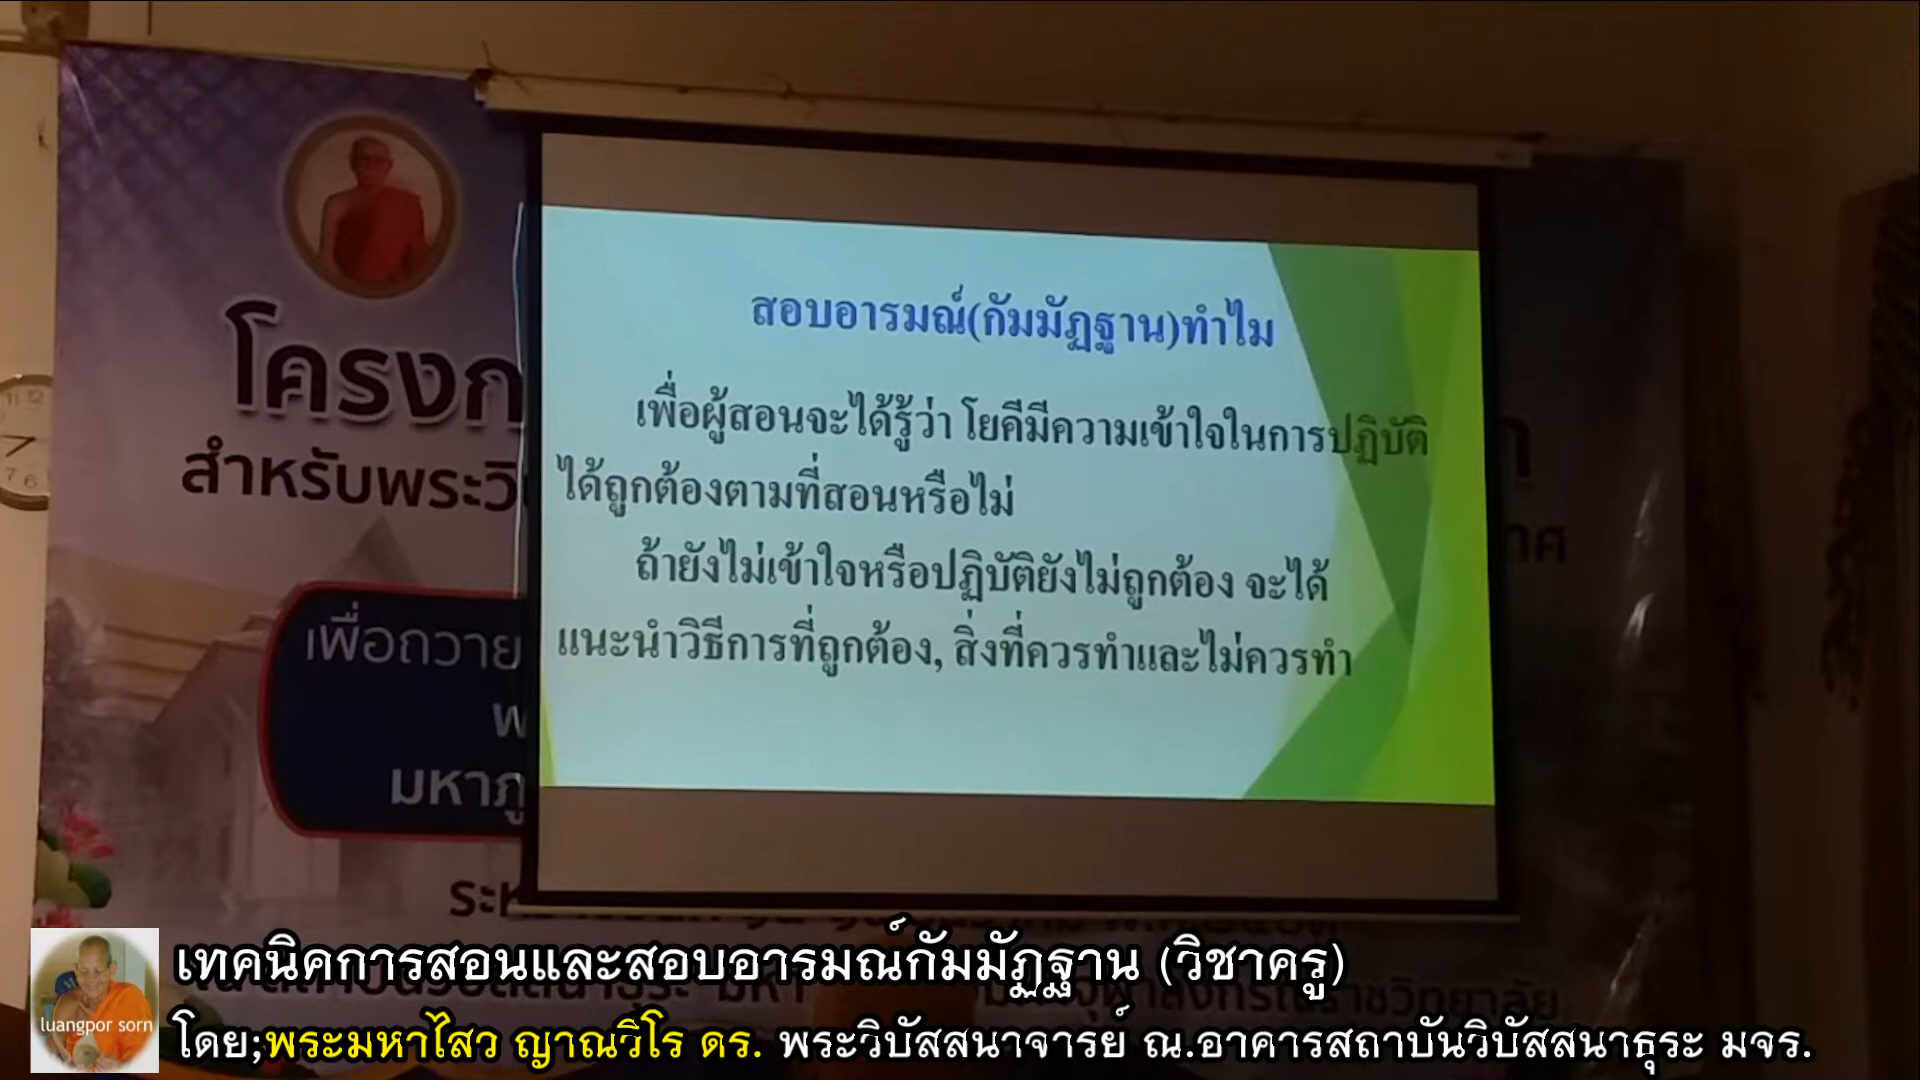 โครงก
สำหรับพระวิ
เพื่อถวาย
พ
มหาภู
สอบอารมณ์(กัมมัฏฐาน)ทำไม
เพื่อผู้สอนจะได้รู้ว่า โยคีมีความเข้าใจในการปฏิบัติ
ได้ถูกต้องตามที่สอนหรือไม่
ถ้ายังไม่เข้าใจหรือปฏิบัติยังไม่ถูกต้อง จะได้
แนะนำวิธีการที่ถูกต้อง, สิ่งที่ควรทำและไม่ควรทำ
luangpor sorn
เทคนิคการสอนและสอบอารมณ์กัมมัฏฐาน (วิชาครู)
โดย;พระมหาไสว ญาณวิโร ดร. พระวิปัสสนาจารย์ ณ.อาคารสถาบันวิปัสสนาธุระ มจร.